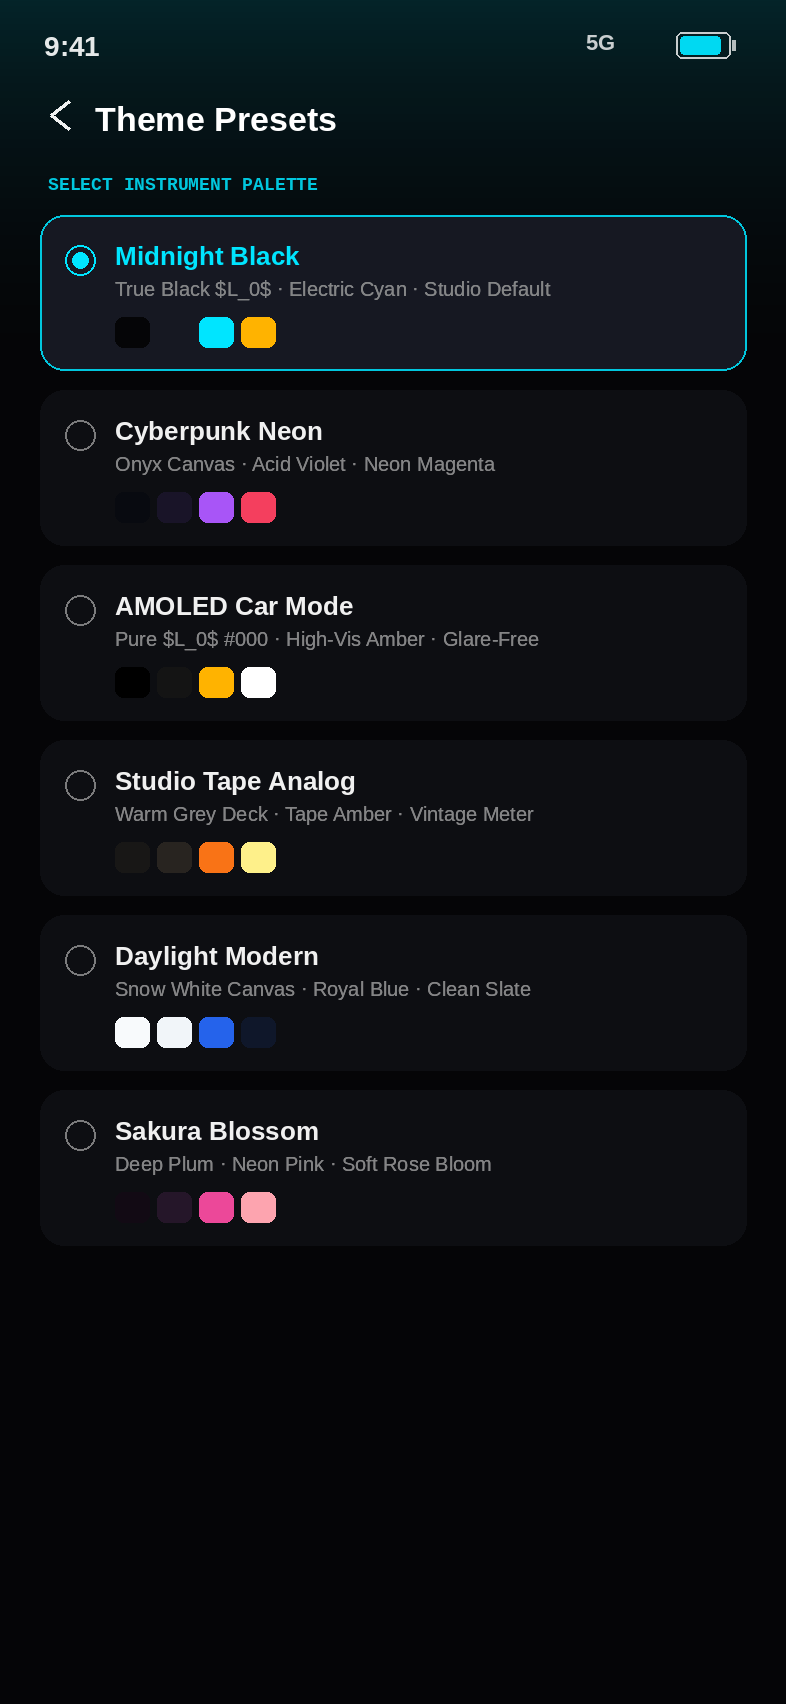 9:41
5G
Theme Presets
SELECT INSTRUMENT PALETTE
Midnight Black
True Black $L_0$ · Electric Cyan · Studio Default
Cyberpunk Neon
Onyx Canvas · Acid Violet · Neon Magenta
AMOLED Car Mode
Pure $L_0$ #000 · High-Vis Amber · Glare-Free
Studio Tape Analog
Warm Grey Deck · Tape Amber · Vintage Meter
Daylight Modern
Snow White Canvas · Royal Blue · Clean Slate
Sakura Blossom
Deep Plum · Neon Pink · Soft Rose Bloom